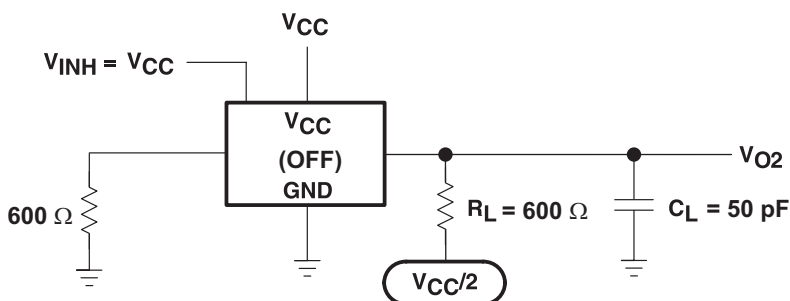 VCC
VINH = VCC
VCC
(OFF)
GND
VO2
600 Ω
RL = 600 Ω
CL = 50 pF
VCC/2